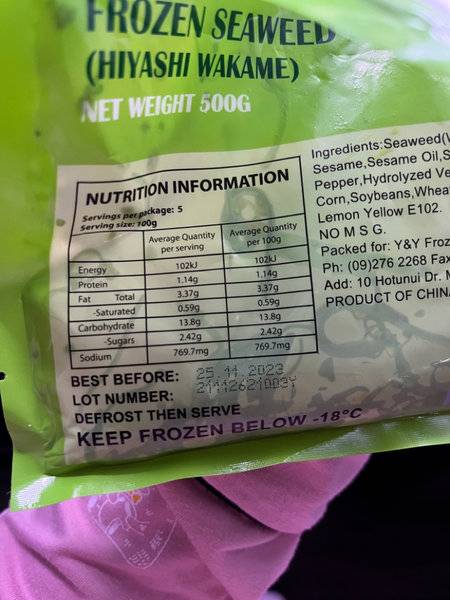 FROZEN SEAWEED
(HIYASHI WAKAME)
NET WEIGHT 500G
NUTRITION INFORMATION
Servings per package: 5
Serving size: 100g
Average Quantity per serving Average Quantity per 100g
Energy 102kJ 102kJ
Protein 1.14g 1.14g
Fat Total 3.37g 3.37g
-Saturated 0.59g 0.59g
Carbohydrate 13.8g 13.8g
-Sugars 2.42g 2.42g
Sodium 769.7mg 769.7mg
Ingredients:Seaweed
Sesame,Sesame Oil,
Pepper,Hydrolyzed
Corn,Soybeans,
Lemon Yellow E102.
NO M S G.
Packed for: Y&Y
Ph: (09)276 2268
Add: 10 Hotunui Dr.
PRODUCT OF
BEST BEFORE: 25.11.2023
LOT NUMBER:
DEFROST THEN SERVE
KEEP FROZEN BELOW -18°C